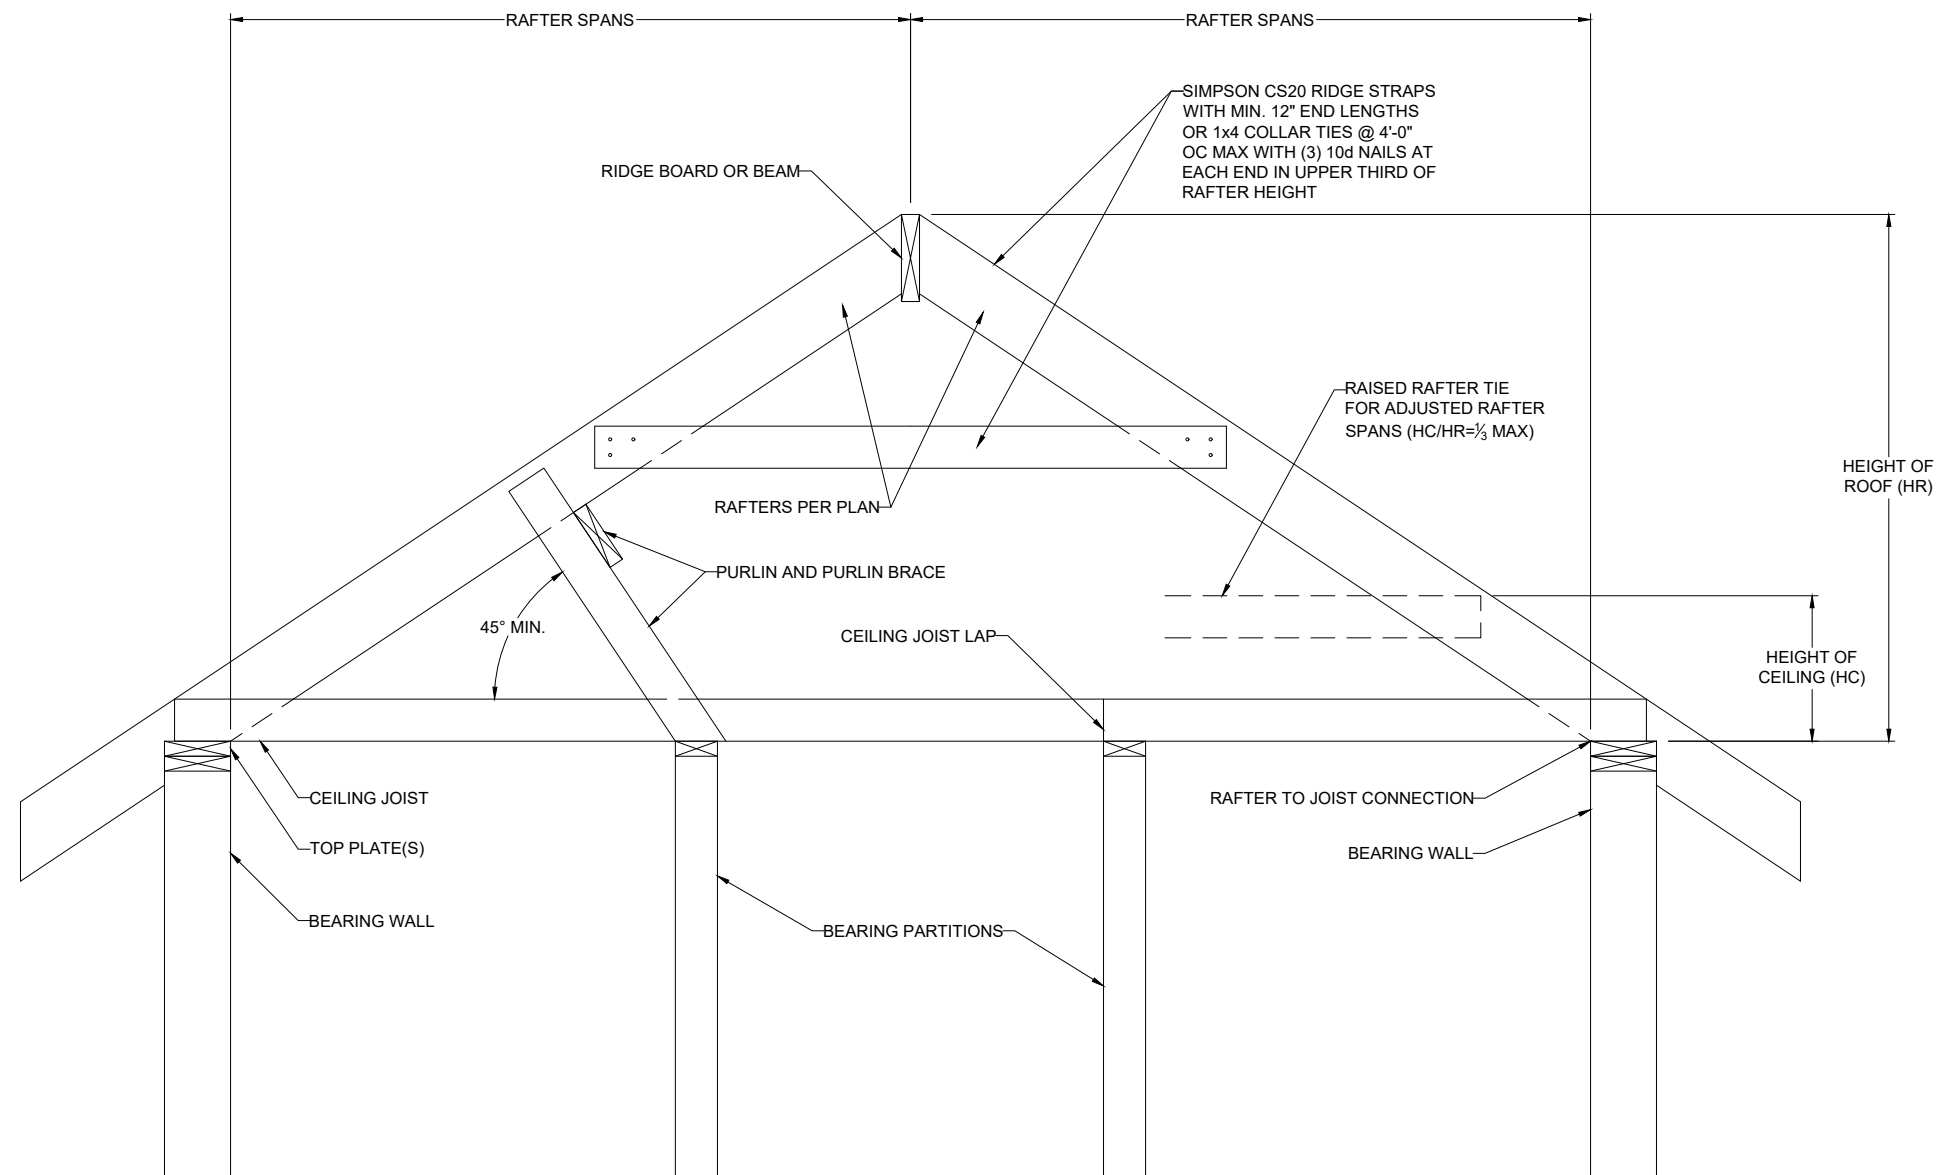 RAFTER SPANS
RAFTER SPANS
SIMPSON CS20 RIDGE STRAPS
WITH MIN. 12" END LENGTHS
OR 1x4 COLLAR TIES @ 4'-0"
OC MAX WITH (3) 10d NAILS AT
EACH END IN UPPER THIRD OF
RAFTER HEIGHT
RIDGE BOARD OR BEAM
RAISED RAFTER TIE
FOR ADJUSTED RAFTER
SPANS (HC/HR=⅓ MAX)
HEIGHT OF
ROOF (HR)
RAFTERS PER PLAN
PURLIN AND PURLIN BRACE
45° MIN.
CEILING JOIST LAP
HEIGHT OF
CEILING (HC)
CEILING JOIST
RAFTER TO JOIST CONNECTION
TOP PLATE(S)
BEARING WALL
BEARING WALL
BEARING PARTITIONS